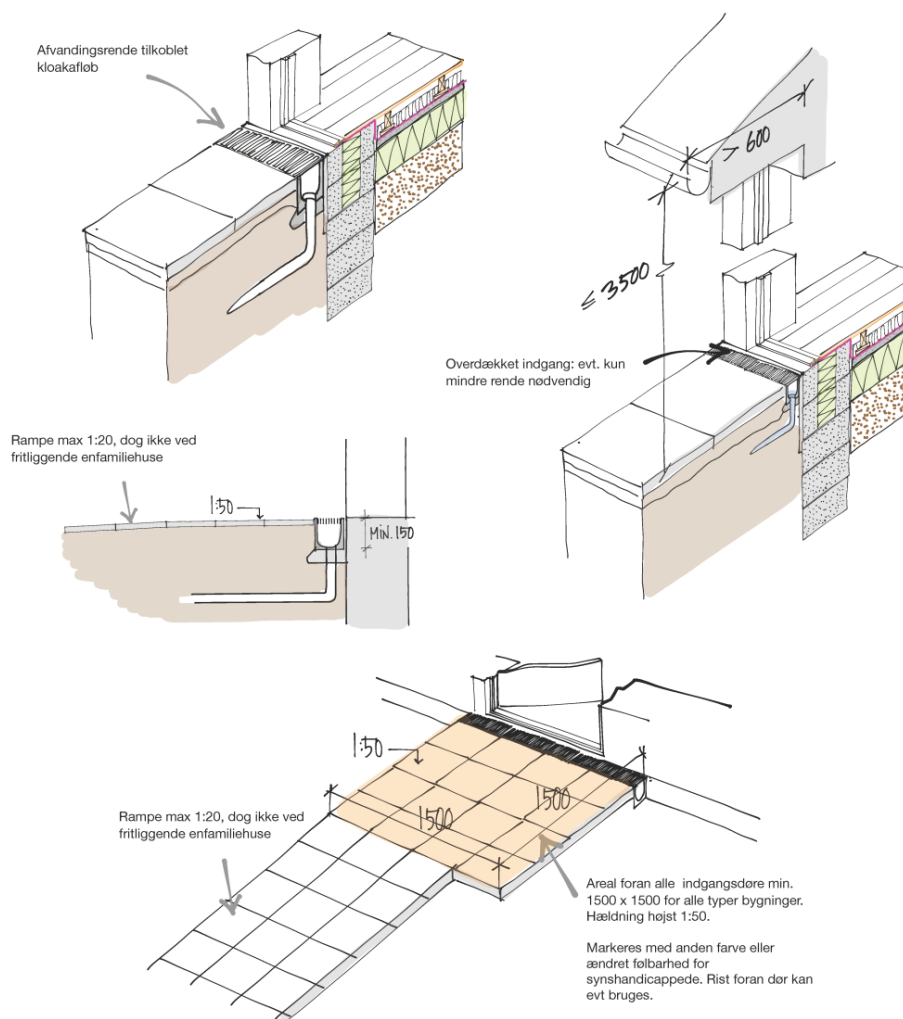 Afvandingsrende tilkoblet
kloakafløb
> 600
≤ 3500
Overdækket indgang: evt. kun
mindre rende nødvendig
Rampe max 1:20, dog ikke ved
fritliggende enfamiliehuse
1:50
MIN. 150
1:50
1500
1500
Rampe max 1:20, dog ikke ved
fritliggende enfamiliehuse
Areal foran alle indgangsdøre min.
1500 x 1500 for alle typer bygninger.
Hældning højst 1:50.
Markeres med anden farve eller
ændret følbarhed for
synshandicappede. Rist foran dør kan
evt bruges.